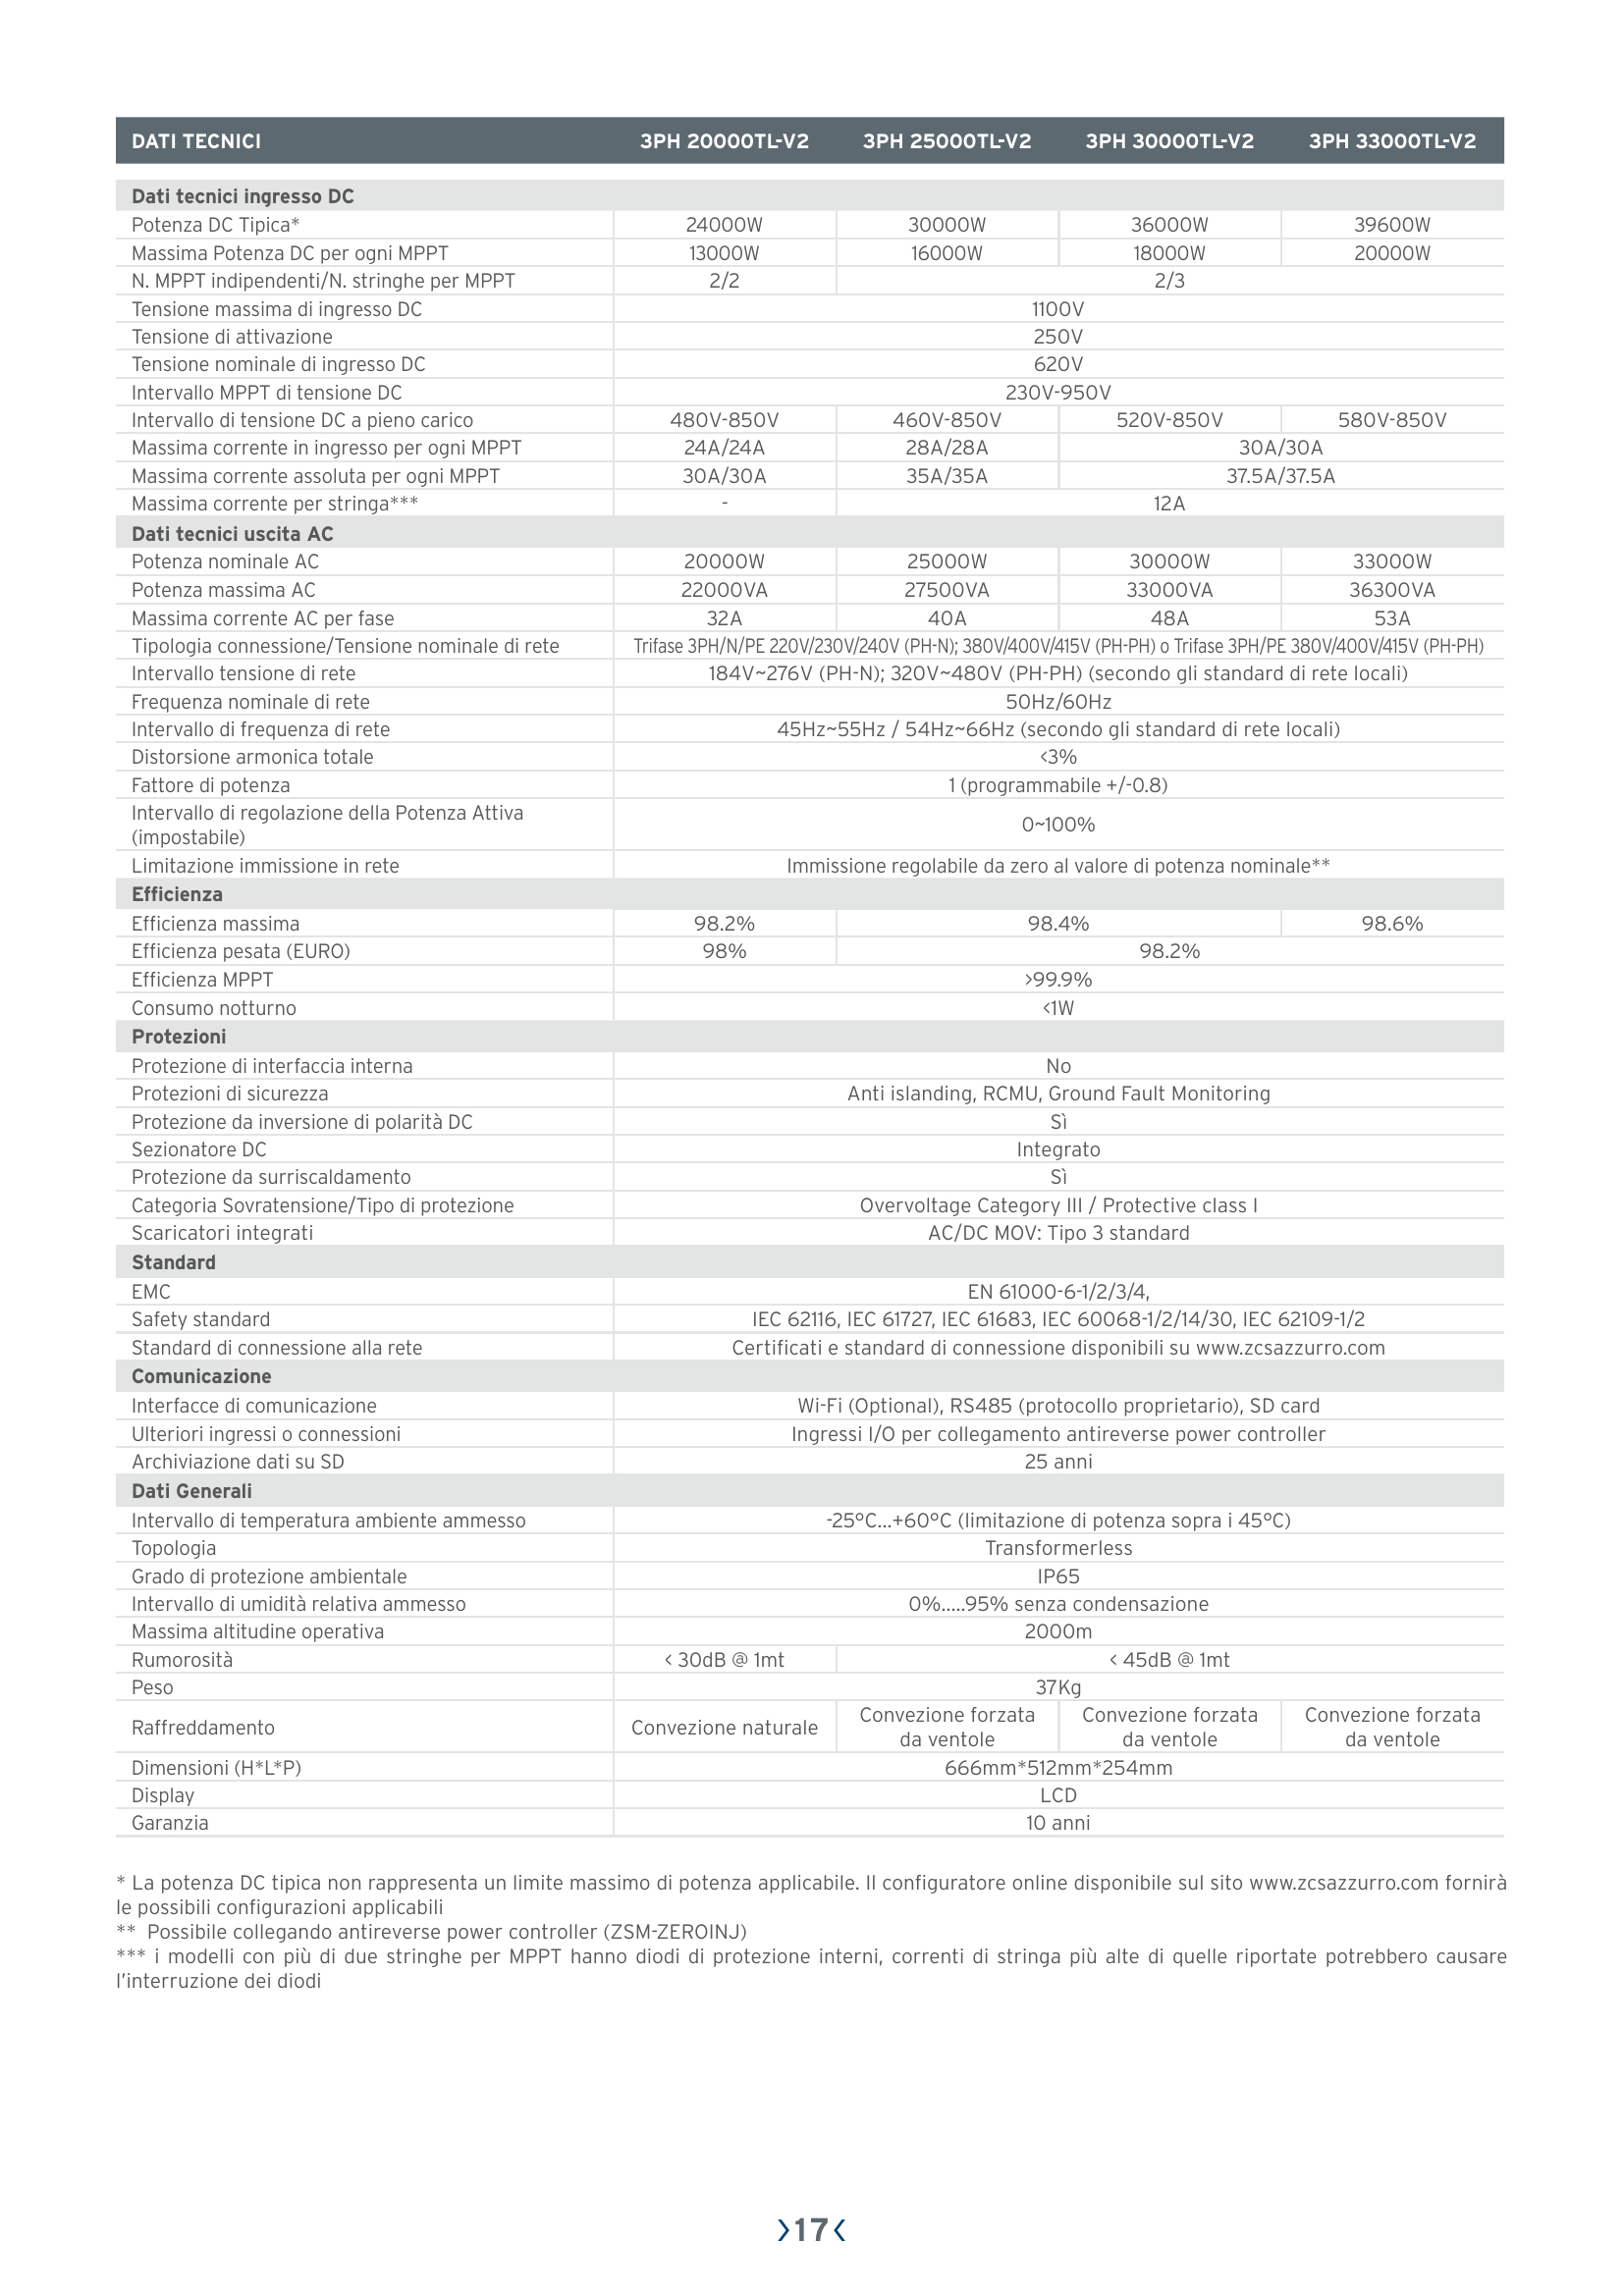 DATI TECNICI 3PH 20000TL-V2 3PH 25000TL-V2 3PH 30000TL-V2 3PH 33000TL-V2
Dati tecnici ingresso DC
Potenza DC Tipica* 24000W 30000W 36000W 39600W
Massima Potenza DC per ogni MPPT 13000W 16000W 18000W 20000W
N. MPPT indipendenti/N. stringhe per MPPT 2/2 2/3
Tensione massima di ingresso DC 1100V
Tensione di attivazione 250V
Tensione nominale di ingresso DC 620V
Intervallo MPPT di tensione DC 230V-950V
Intervallo di tensione DC a pieno carico 480V-850V 460V-850V 520V-850V 580V-850V
Massima corrente in ingresso per ogni MPPT 24A/24A 28A/28A 30A/30A
Massima corrente assoluta per ogni MPPT 30A/30A 35A/35A 37.5A/37.5A
Massima corrente per stringa*** - 12A
Dati tecnici uscita AC
Potenza nominale AC 20000W 25000W 30000W 33000W
Potenza massima AC 22000VA 27500VA 33000VA 36300VA
Massima corrente AC per fase 32A 40A 48A 53A
Tipologia connessione/Tensione nominale di rete Trifase 3PH/N/PE 220V/230V/240V (PH-N); 380V/400V/415V (PH-PH) o Trifase 3PH/PE 380V/400V/415V (PH-PH)
Intervallo tensione di rete 184V~276V (PH-N); 320V~480V (PH-PH) (secondo gli standard di rete locali)
Frequenza nominale di rete 50Hz/60Hz
Intervallo di frequenza di rete 45Hz~55Hz / 54Hz~66Hz (secondo gli standard di rete locali)
Distorsione armonica totale <3%
Fattore di potenza 1 (programmabile +/-0.8)
Intervallo di regolazione della Potenza Attiva
(impostabile) 0~100%
Limitazione immissione in rete Immissione regolabile da zero al valore di potenza nominale**
Efficienza
Efficienza massima 98.2% 98.4% 98.6%
Efficienza pesata (EURO) 98% 98.2%
Efficienza MPPT >99.9%
Consumo notturno <1W
Protezioni
Protezione di interfaccia interna No
Protezioni di sicurezza Anti islanding, RCMU, Ground Fault Monitoring
Protezione da inversione di polarità DC Sì
Sezionatore DC Integrato
Protezione da surriscaldamento Sì
Categoria Sovratensione/Tipo di protezione Overvoltage Category III / Protective class I
Scaricatori integrati AC/DC MOV: Tipo 3 standard
Standard
EMC EN 61000-6-1/2/3/4,
Safety standard IEC 62116, IEC 61727, IEC 61683, IEC 60068-1/2/14/30, IEC 62109-1/2
Standard di connessione alla rete Certificati e standard di connessione disponibili su www.zcsazzurro.com
Comunicazione
Interfacce di comunicazione Wi-Fi (Optional), RS485 (protocollo proprietario), SD card
Ulteriori ingressi o connessioni Ingressi I/O per collegamento antireverse power controller
Archiviazione dati su SD 25 anni
Dati Generali
Intervallo di temperatura ambiente ammesso -25°C...+60°C (limitazione di potenza sopra i 45°C)
Topologia Transformerless
Grado di protezione ambientale IP65
Intervallo di umidità relativa ammesso 0%.....95% senza condensazione
Massima altitudine operativa 2000m
Rumorosità < 30dB @ 1mt < 45dB @ 1mt
Peso 37Kg
Raffreddamento Convezione naturale Convezione forzata Convezione forzata Convezione forzata
da ventole da ventole da ventole
Dimensioni (H*L*P) 666mm*512mm*254mm
Display LCD
Garanzia 10 anni
* La potenza DC tipica non rappresenta un limite massimo di potenza applicabile. Il configuratore online disponibile sul sito www.zcsazzurro.com fornirà
le possibili configurazioni applicabili
** Possibile collegando antireverse power controller (ZSM-ZEROINJ)
*** i modelli con più di due stringhe per MPPT hanno diodi di protezione interni, correnti di stringa più alte di quelle riportate potrebbero causare
l'interruzione dei diodi
17